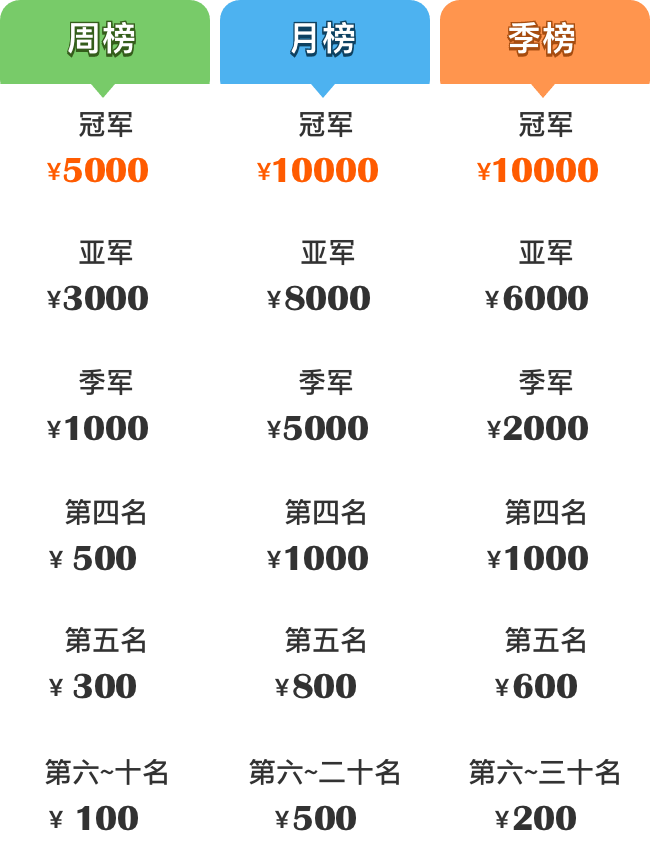 周榜 月榜 季榜
冠军 冠军 冠军
¥5000 ¥10000 ¥10000
亚军 亚军 亚军
¥3000 ¥8000 ¥6000
季军 季军 季军
¥1000 ¥5000 ¥2000
第四名 第四名 第四名
¥ 500 ¥1000 ¥1000
第五名 第五名 第五名
¥ 300 ¥800 ¥600
第六~十名 第六~二十名 第六~三十名
¥ 100 ¥500 ¥200